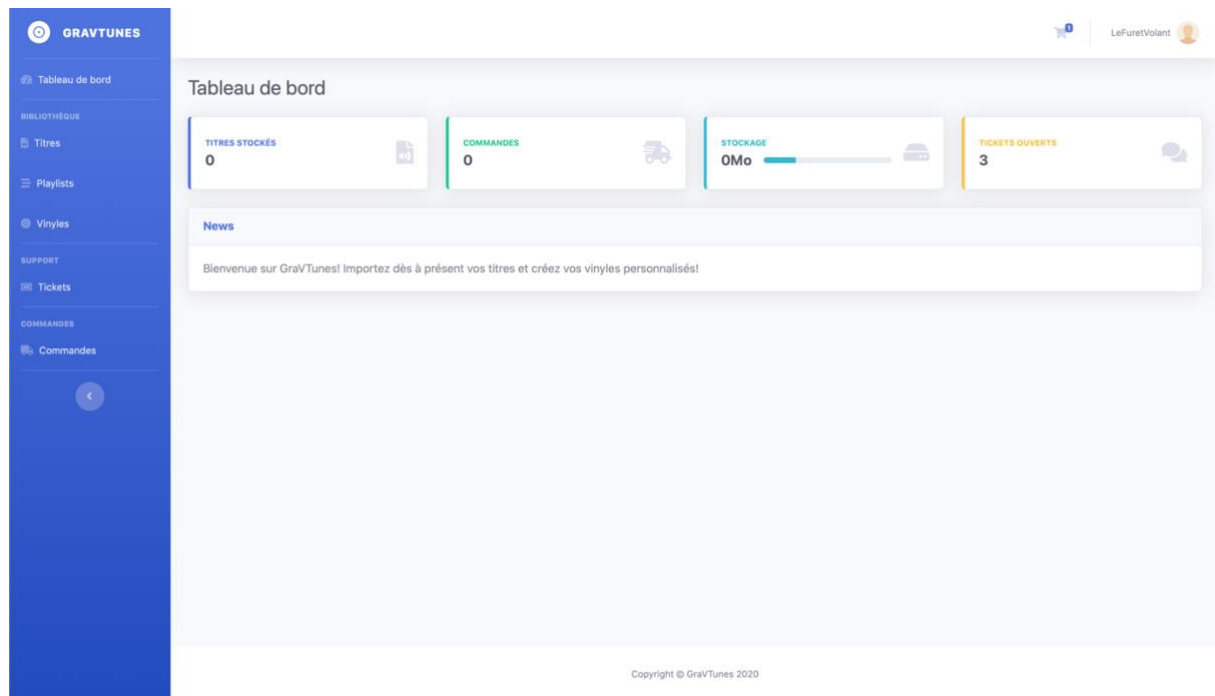 GRAVTUNES
Tableau de bord
BIBLIOTHÈQUE
Titres
Playlists
Vinyles
SUPPORT
Tickets
COMMANDES
Commandes
LeFuretVolant
Tableau de bord
TITRES STOCKÉS
0
COMMANDES
0
STOCKAGE
0Mo
TICKETS OUVERTS
3
News
Bienvenue sur GraVTunes! Importez dès à présent vos titres et créez vos vinyles personnalisés!
Copyright © GraVTunes 2020